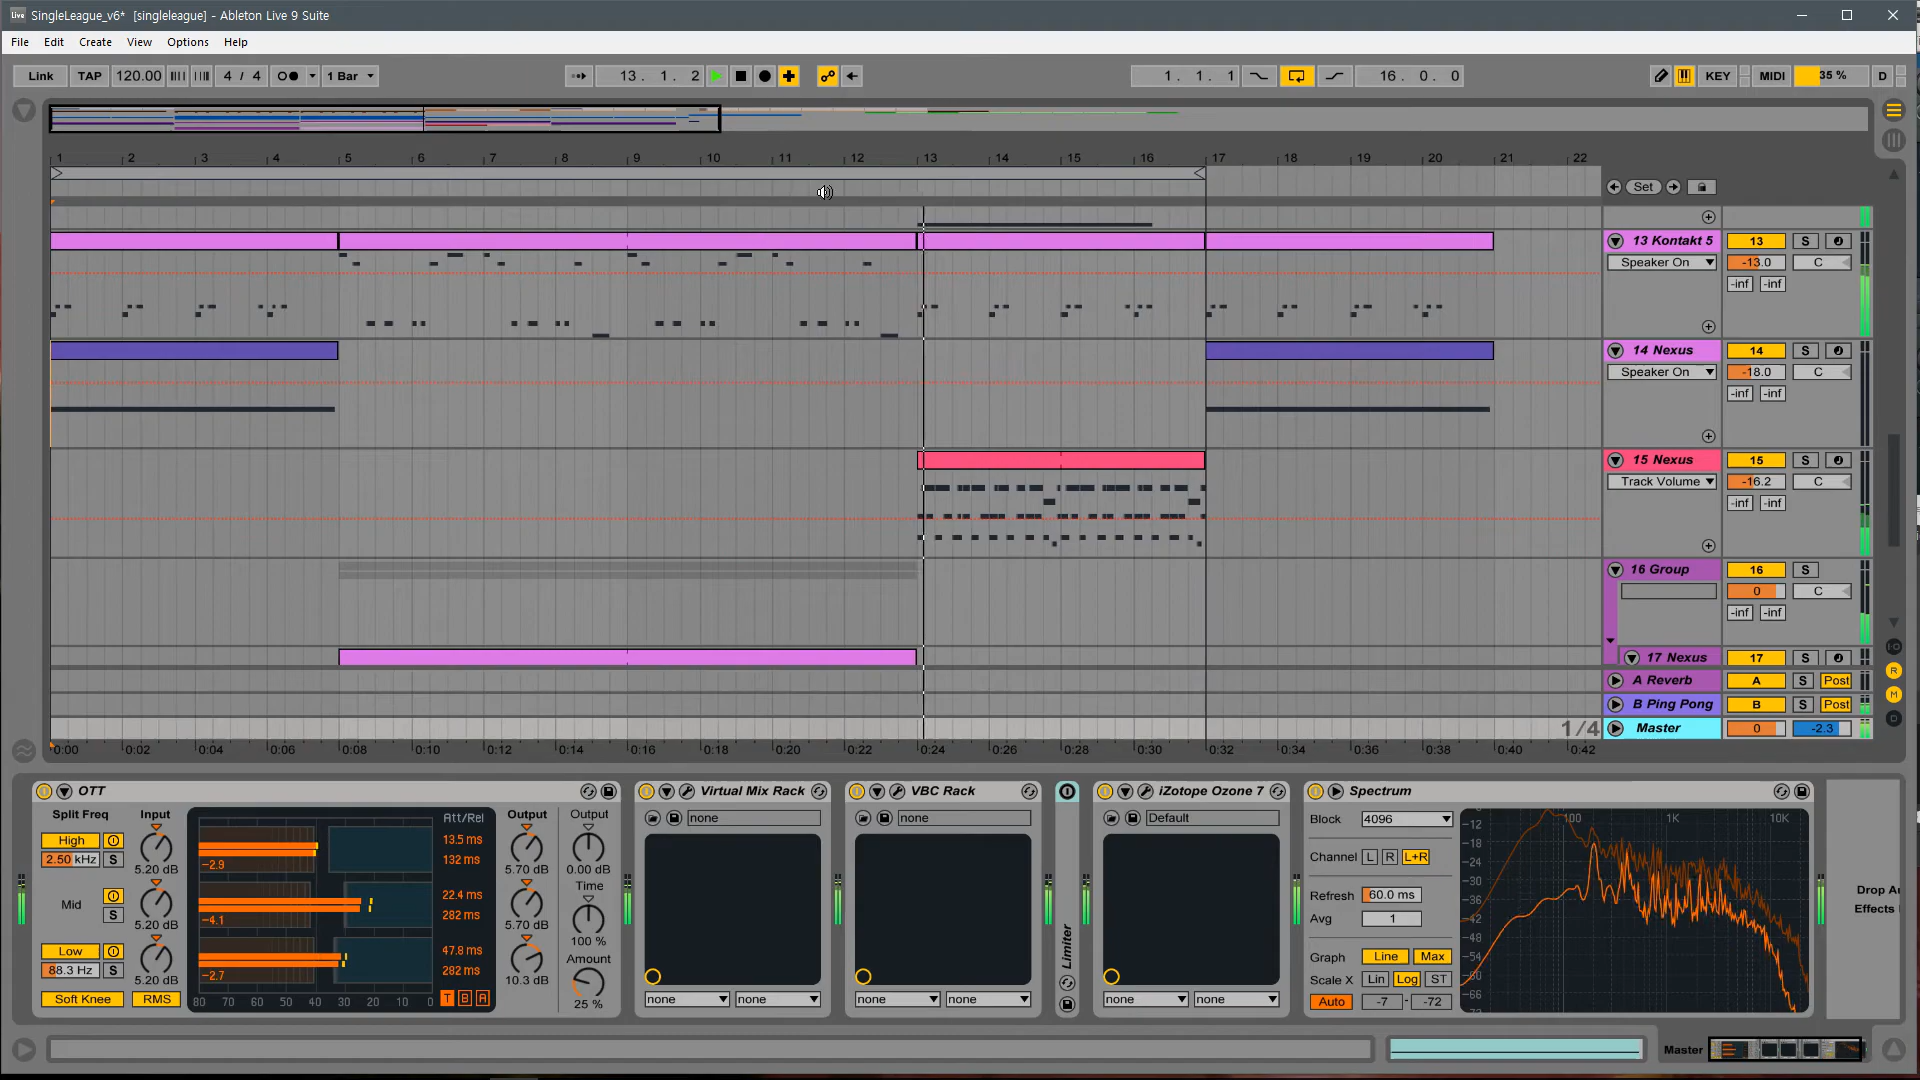 Live SingleLeague_v6* [singleleague] - Ableton Live 9 Suite
File Edit Create View Options Help
Link TAP 120.00 4 / 4 1 Bar 13. 1. 2 1. 1. 1 16. 0. 0 KEY MIDI 35 % D
1 2 3 4 5 6 7 8 9 10 11 12 13 14 15 16 17 18 19 20 21 22
Set
13 Kontakt 5 13 S
Speaker On -13.0 C
-inf -inf
14 Nexus 14 S
Speaker On -18.0 C
-inf -inf
15 Nexus 15 S
Track Volume -16.2 C
-inf -inf
16 Group 16 S
0 C
-inf -inf
17 Nexus 17 S
A Reverb A S Post
B Ping Pong B S Post
1/4 Master 0 -2.3
0:00 0:02 0:04 0:06 0:08 0:10 0:12 0:14 0:16 0:18 0:20 0:22 0:24 0:26 0:28 0:30 0:32 0:34 0:36 0:38 0:40 0:42
OTT
Split Freq Input Att/Rel Output Output
High 2.50 kHz S 5.20 dB -2.9 13.5 ms 132 ms 5.70 dB 0.00 dB
Mid S 5.20 dB -4.1 22.4 ms 282 ms 5.70 dB Time 100 %
Low 88.3 Hz S 5.20 dB -2.7 47.8 ms 282 ms 10.3 dB Amount 25 %
Soft Knee RMS 80 70 60 50 40 30 20 10 0 T B A
Virtual Mix Rack
none
none none
VBC Rack
none
none none
Limiter
iZotope Ozone 7
Default
none none
Spectrum
Block 4096
Channel L R L+R
Refresh 60.0 ms
Avg 1
Graph Line Max
Scale X Lin Log ST
Auto -7 - -72
100 1K 10K
-12
-18
-24
-30
-36
-42
-48
-54
-60
-66
Drop Au
Effects H
Master